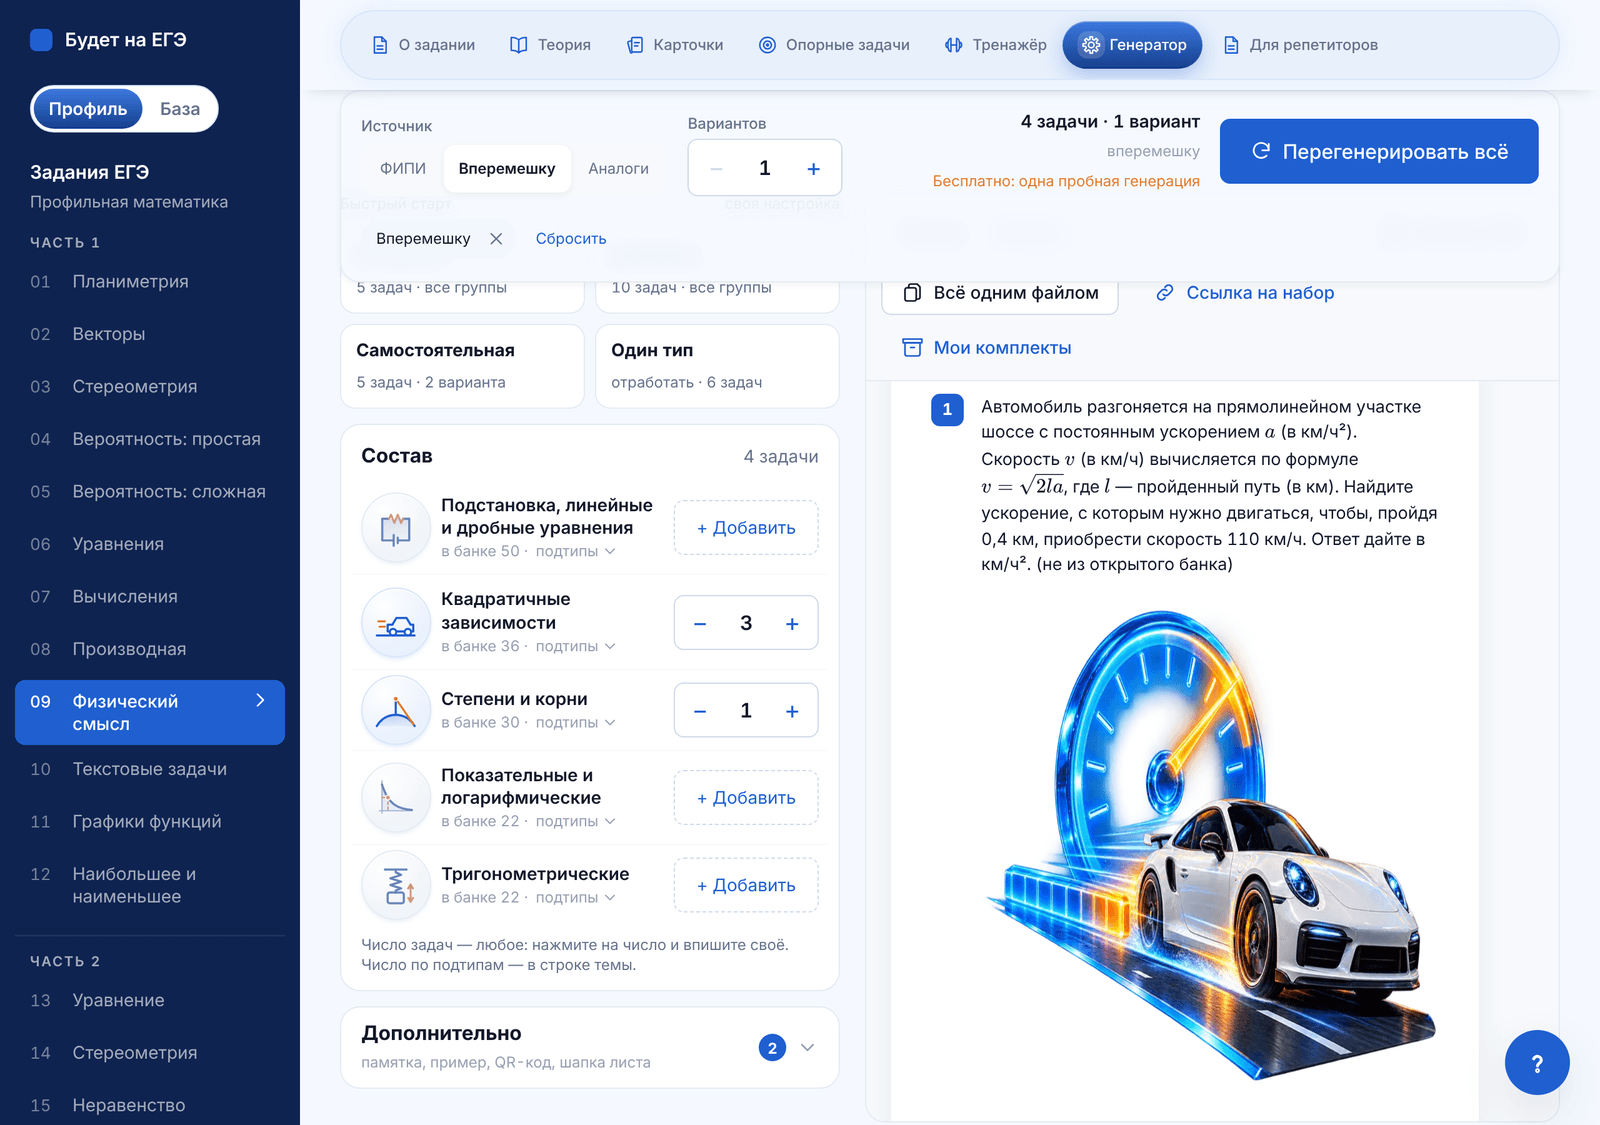 Будет на ЕГЭ
Профиль
База
Задания ЕГЭ
Профильная математика
ЧАСТЬ 1
01 Планиметрия
02 Векторы
03 Стереометрия
04 Вероятность: простая
05 Вероятность: сложная
06 Уравнения
07 Вычисления
08 Производная
09 Физический
смысл
10 Текстовые задачи
11 Графики функций
12 Наибольшее и
наименьшее
ЧАСТЬ 2
13 Уравнение
14 Стереометрия
15 Неравенство
О задании
Теория
Карточки
Опорные задачи
Тренажёр
Генератор
Для репетиторов
Источник
ФИПИ
Вперемешку
Аналоги
Вариантов
− 1 +
4 задачи · 1 вариант
вперемешку
Бесплатно: одна пробная генерация
Перегенерировать всё
Быстрый старт
своя настройка
Вперемешку
Сбросить
5 задач · все группы
10 задач · все группы
Самостоятельная
5 задач · 2 варианта
Один тип
отработать · 6 задач
Состав
4 задачи
Подстановка, линейные
и дробные уравнения
в банке 50 · подтипы
+ Добавить
Квадратичные
зависимости
в банке 36 · подтипы
− 3 +
Степени и корни
в банке 30 · подтипы
− 1 +
Показательные и
логарифмические
в банке 22 · подтипы
+ Добавить
Тригонометрические
в банке 22 · подтипы
+ Добавить
Число задач — любое: нажмите на число и впишите своё.
Число по подтипам — в строке темы.
Дополнительно
памятка, пример, QR-код, шапка листа
2
Всё одним файлом
Ссылка на набор
Мои комплекты
1
Автомобиль разгоняется на прямолинейном участке
шоссе с постоянным ускорением a (в км/ч²).
Скорость v (в км/ч) вычисляется по формуле
v = √2la, где l — пройденный путь (в км). Найдите
ускорение, с которым нужно двигаться, чтобы, пройдя
0,4 км, приобрести скорость 110 км/ч. Ответ дайте в
км/ч². (не из открытого банка)
?